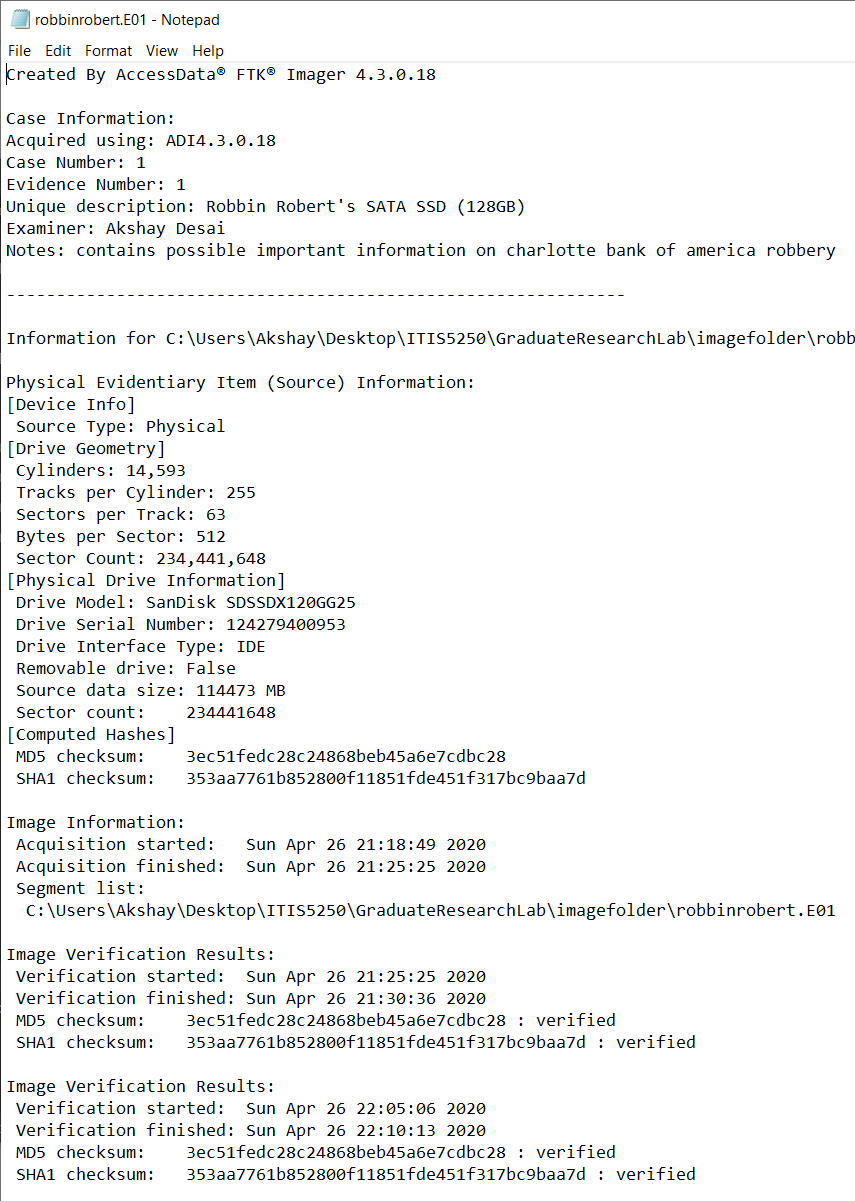 robbinrobert.E01 - Notepad
File Edit Format View Help
Created By AccessData® FTK® Imager 4.3.0.18
Case Information:
Acquired using: ADI4.3.0.18
Case Number: 1
Evidence Number: 1
Unique description: Robbin Robert's SATA SSD (128GB)
Examiner: Akshay Desai
Notes: contains possible important information on charlotte bank of america robbery
--------------------------------------------------------------
Information for C:\Users\Akshay\Desktop\ITIS5250\GraduateResearchLab\imagefolder\robb
Physical Evidentiary Item (Source) Information:
[Device Info]
Source Type: Physical
[Drive Geometry]
Cylinders: 14,593
Tracks per Cylinder: 255
Sectors per Track: 63
Bytes per Sector: 512
Sector Count: 234,441,648
[Physical Drive Information]
Drive Model: SanDisk SDSSDX120GG25
Drive Serial Number: 124279400953
Drive Interface Type: IDE
Removable drive: False
Source data size: 114473 MB
Sector count:    234441648
[Computed Hashes]
MD5 checksum:    3ec51fedc28c24868beb45a6e7cdbc28
SHA1 checksum:   353aa7761b852800f11851fde451f317bc9baa7d
Image Information:
Acquisition started:   Sun Apr 26 21:18:49 2020
Acquisition finished:  Sun Apr 26 21:25:25 2020
Segment list:
C:\Users\Akshay\Desktop\ITIS5250\GraduateResearchLab\imagefolder\robbinrobert.E01
Image Verification Results:
Verification started:  Sun Apr 26 21:25:25 2020
Verification finished: Sun Apr 26 21:30:36 2020
MD5 checksum:    3ec51fedc28c24868beb45a6e7cdbc28 : verified
SHA1 checksum:   353aa7761b852800f11851fde451f317bc9baa7d : verified
Image Verification Results:
Verification started:  Sun Apr 26 22:05:06 2020
Verification finished: Sun Apr 26 22:10:13 2020
MD5 checksum:    3ec51fedc28c24868beb45a6e7cdbc28 : verified
SHA1 checksum:   353aa7761b852800f11851fde451f317bc9baa7d : verified